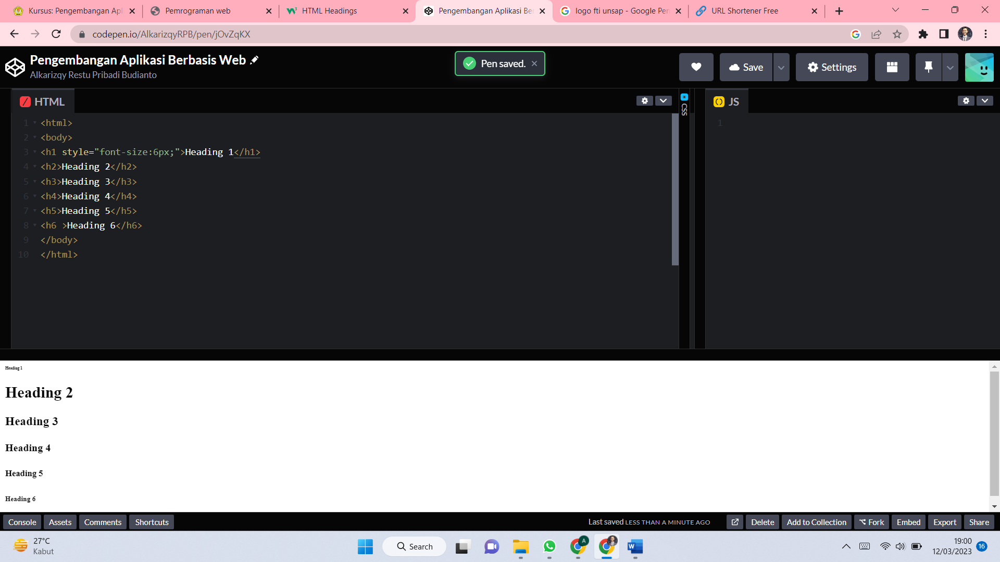 Kursus: Pengembangan Apl
Pemrograman web
HTML Headings
Pengembangan Aplikasi Ber
logo fti unsap - Google Pen
URL Shortener Free
codepen.io/AlkarizqyRPB/pen/jOvZqKX
Pengembangan Aplikasi Berbasis Web
Alkarizqy Restu Pribadi Budianto
Pen saved.
Save
Settings
HTML
CSS
JS
1 <html>
2 <body>
3 <h1 style="font-size:6px;">Heading 1</h1>
4 <h2>Heading 2</h2>
5 <h3>Heading 3</h3>
6 <h4>Heading 4</h4>
7 <h5>Heading 5</h5>
8 <h6 >Heading 6</h6>
9 </body>
10 </html>
1
Heading 1
Heading 2
Heading 3
Heading 4
Heading 5
Heading 6
Console Assets Comments Shortcuts
Last saved LESS THAN A MINUTE AGO
Delete Add to Collection Fork Embed Export Share
27°C
Kabut
Search
A
W
19:00
12/03/2023
16